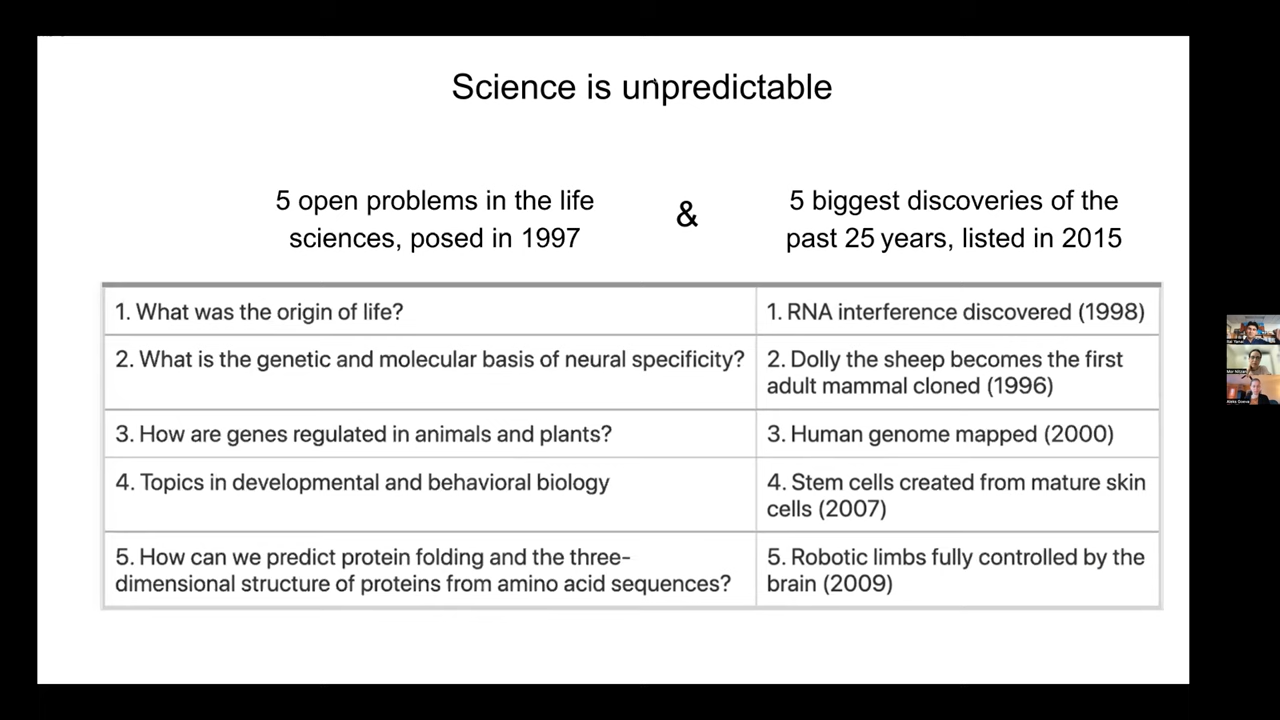 Science is unpredictable
5 open problems in the life
sciences, posed in 1997
&
5 biggest discoveries of the
past 25 years, listed in 2015
1. What was the origin of life?
1. RNA interference discovered (1998)
2. What is the genetic and molecular basis of neural specificity?
2. Dolly the sheep becomes the first
adult mammal cloned (1996)
3. How are genes regulated in animals and plants?
3. Human genome mapped (2000)
4. Topics in developmental and behavioral biology
4. Stem cells created from mature skin
cells (2007)
5. How can we predict protein folding and the three-
dimensional structure of proteins from amino acid sequences?
5. Robotic limbs fully controlled by the
brain (2009)